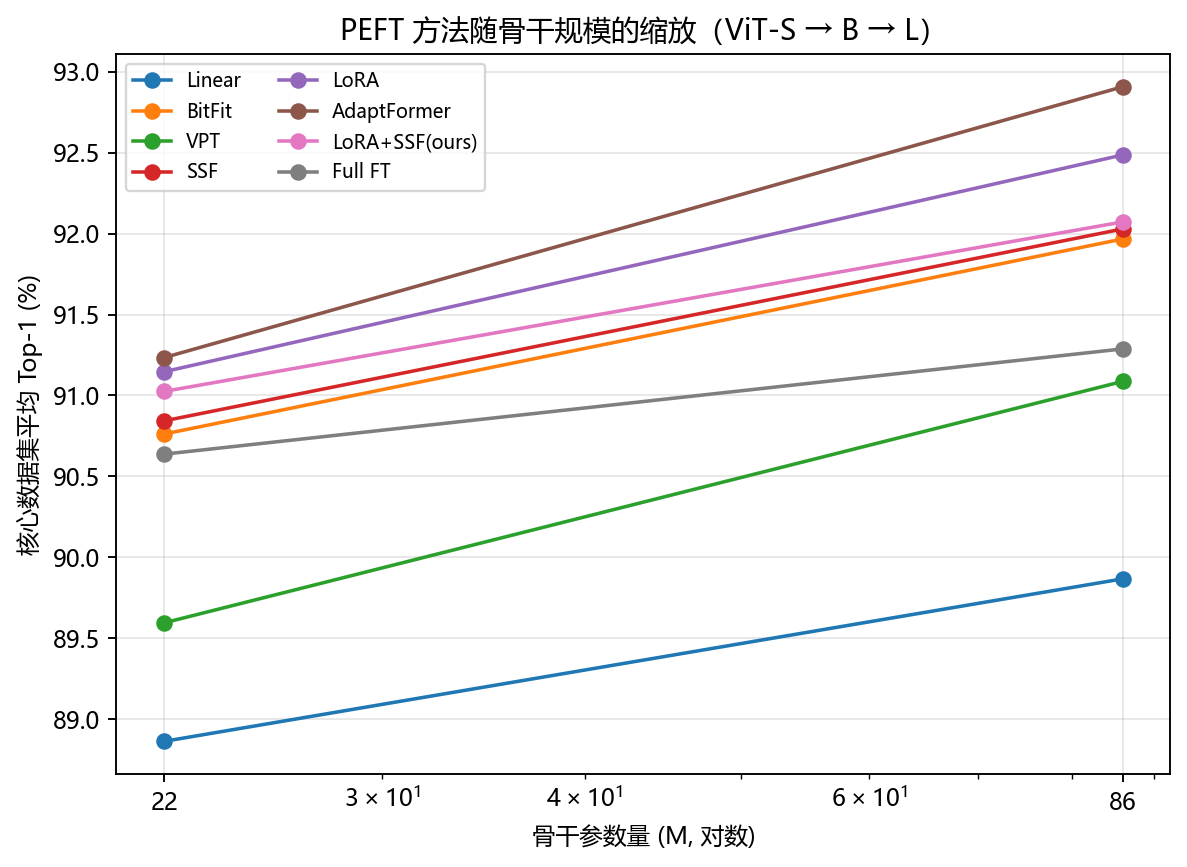 PEFT 方法随骨干规模的缩放（ViT-S → B → L）
Linear
BitFit
VPT
SSF
LoRA
AdaptFormer
LoRA+SSF(ours)
Full FT
核心数据集平均 Top-1 (%)
93.0
92.5
92.0
91.5
91.0
90.5
90.0
89.5
89.0
22
3 × 10¹
4 × 10¹
6 × 10¹
86
骨干参数量 (M, 对数)